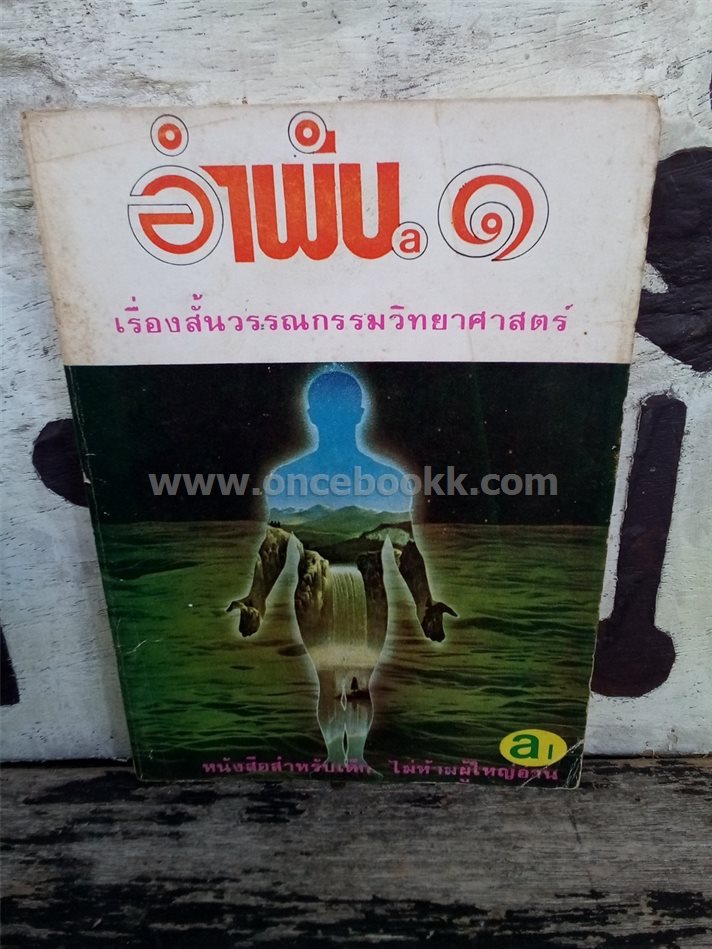 อำพัน a ๑
เรื่องสั้นวรรณกรรมวิทยาศาสตร์
www.oncebookk.com
a 1
หนังสือสำหรับเด็ก ไม่ห้ามผู้ใหญ่อ่าน